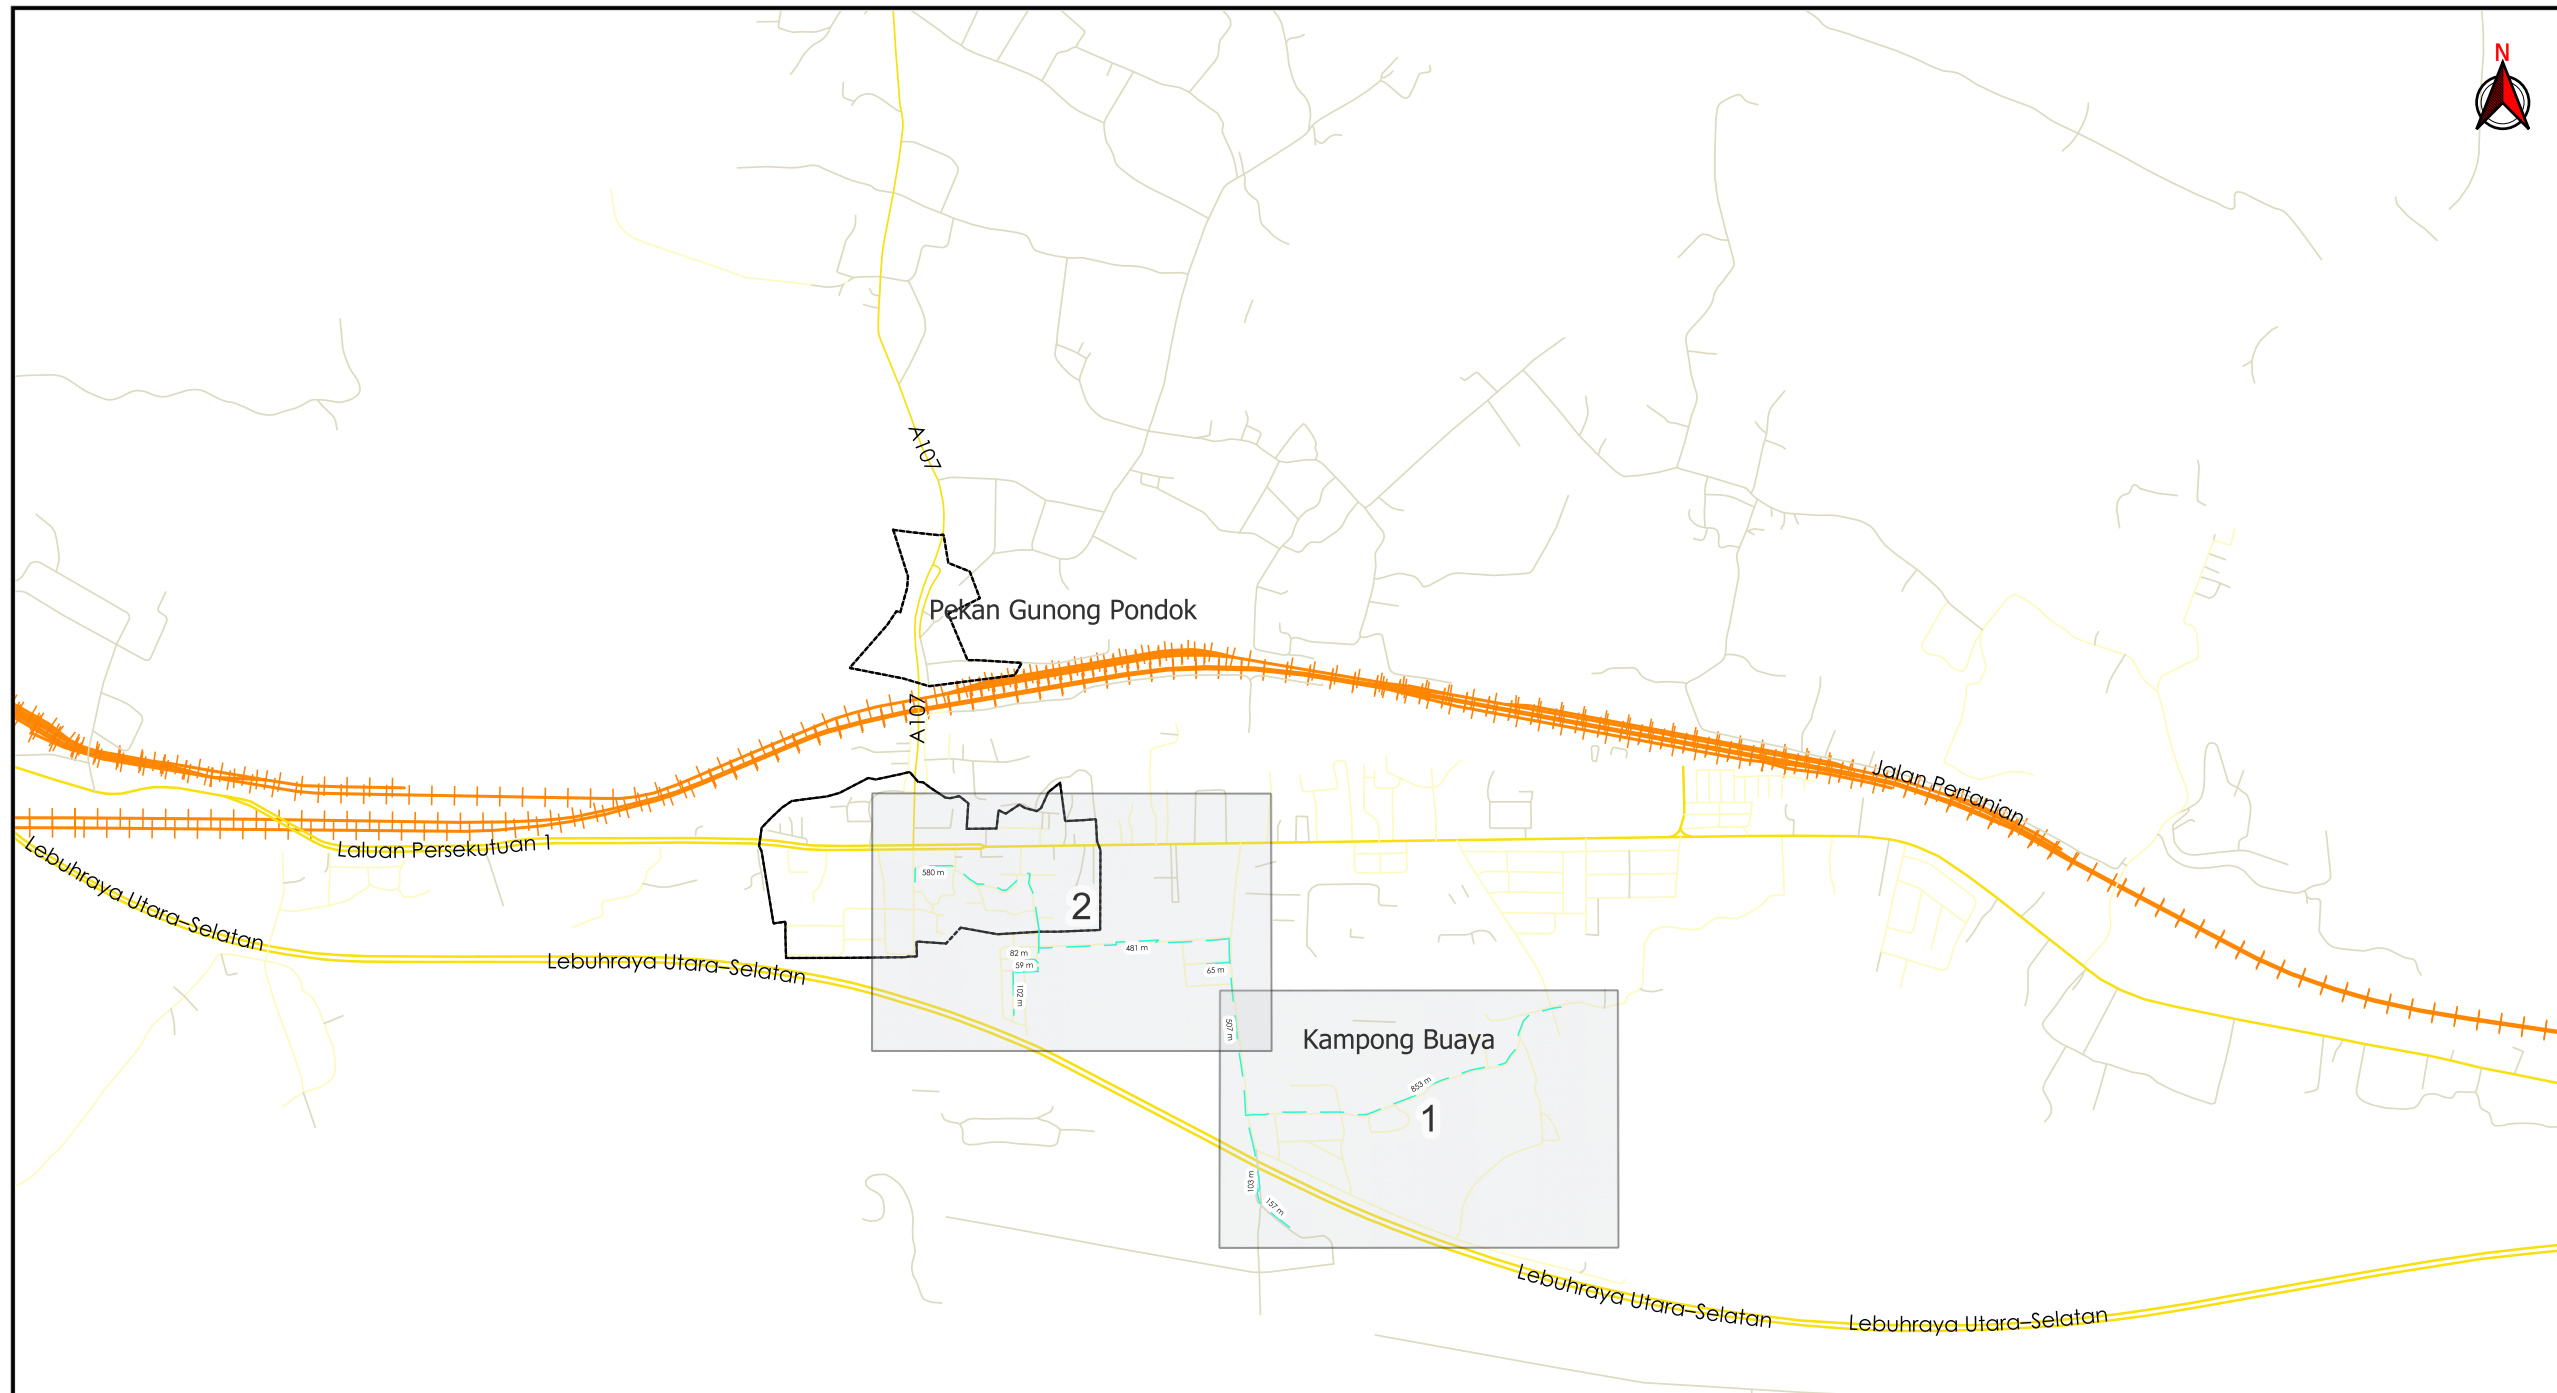 N
A107
Pekan Gunong Pondok
A107
Jalan Pertanian
Laluan Persekutuan 1
Lebuhraya Utara–Selatan
580 m
2
481 m
82 m
59 m
65 m
102 m
Lebuhraya Utara–Selatan
507 m
Kampong Buaya
853 m
1
103 m
157 m
Lebuhraya Utara–Selatan
Lebuhraya Utara–Selatan